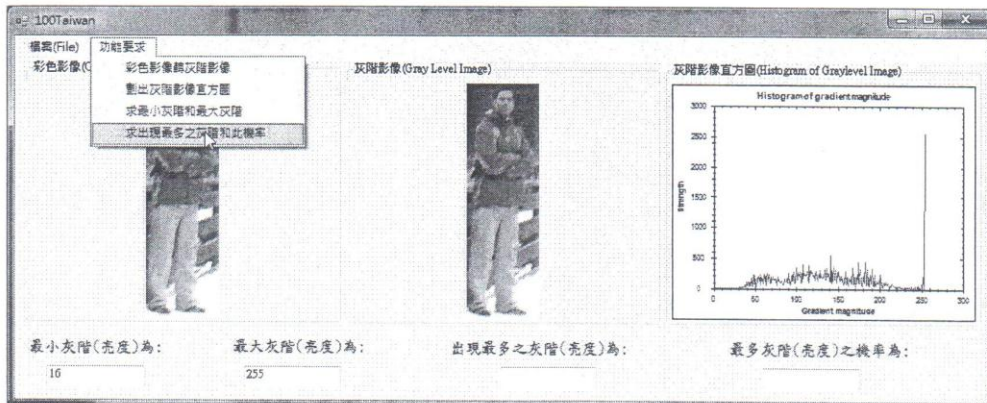 100Taiwan
檔案(File) 功能要求
彩色影像(C
彩色影像轉灰階影像
劃出灰階影像直方圖
求最小灰階和最大灰階
求出現最多之灰階和此機率
灰階影像(Gray Level Image)
灰階影像直方圖(Histogram of Graylevel Image)
Histogram of gradient magnitude
Strength
3000
2500
2000
1500
1000
500
0
0 50 100 150 200 250 300
Gradient magnitude
最小灰階(亮度)為:
16
最大灰階(亮度)為:
255
出現最多之灰階(亮度)為:
最多灰階(亮度)之機率為: